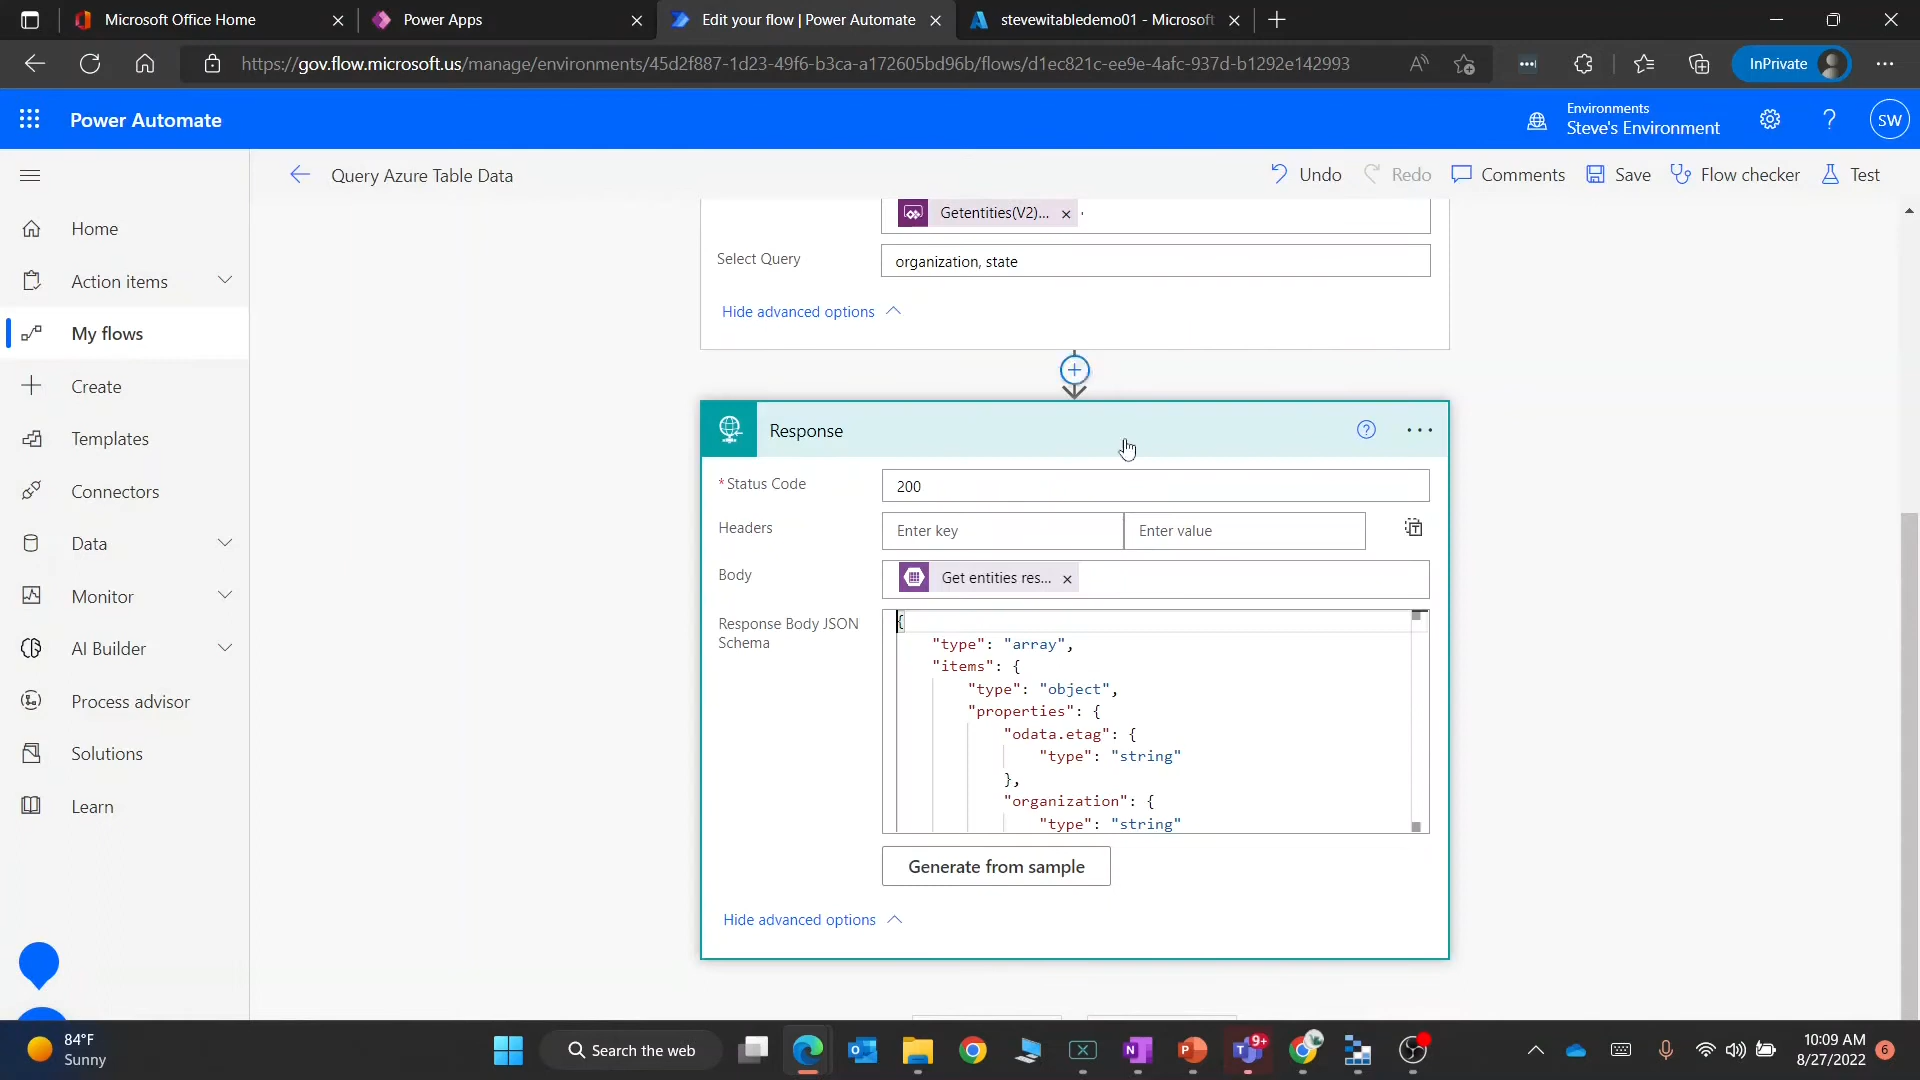 Microsoft Office Home
Power Apps
Edit your flow | Power Automate
stevewitabledemo01 - Microsoft
https://gov.flow.microsoft.us/manage/environments/45d2f887-1d23-49f6-b3ca-a172605bd96b/flows/d1ec821c-ee9e-4afc-937d-b1292e142993
InPrivate
Power Automate
Environments
Steve's Environment
SW
Query Azure Table Data
Undo
Redo
Comments
Save
Flow checker
Test
Home
Action items
My flows
Create
Templates
Connectors
Data
Monitor
AI Builder
Process advisor
Solutions
Learn
Getentities(V2)... × '
Select Query
organization, state
Hide advanced options
Response
* Status Code
200
Headers
Enter key
Enter value
Body
Get entities res... ×
Response Body JSON
Schema
{
"type": "array",
"items": {
"type": "object",
"properties": {
"odata.etag": {
"type": "string"
},
"organization": {
"type": "string"
Generate from sample
Hide advanced options
84°F
Sunny
Search the web
9+
10:09 AM
8/27/2022
6